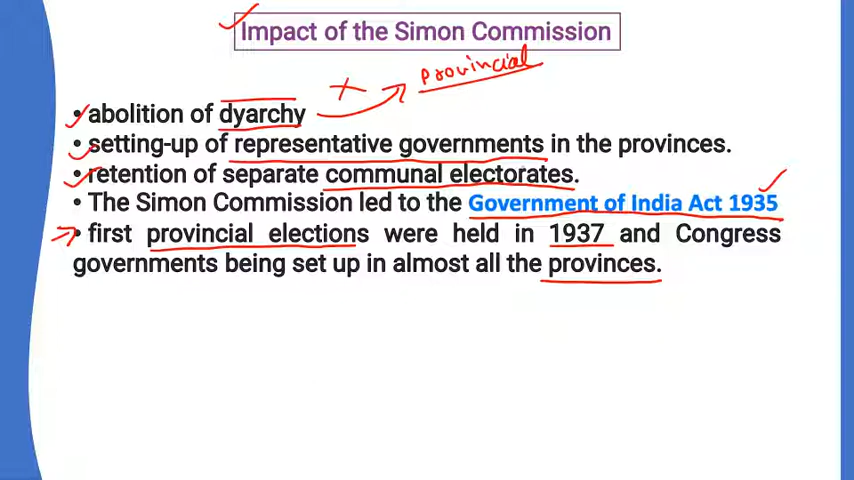 Impact of the Simon Commission
provincial
• abolition of dyarchy
• setting-up of representative governments in the provinces.
• retention of separate communal electorates.
• The Simon Commission led to the Government of India Act 1935
• first provincial elections were held in 1937 and Congress
governments being set up in almost all the provinces.